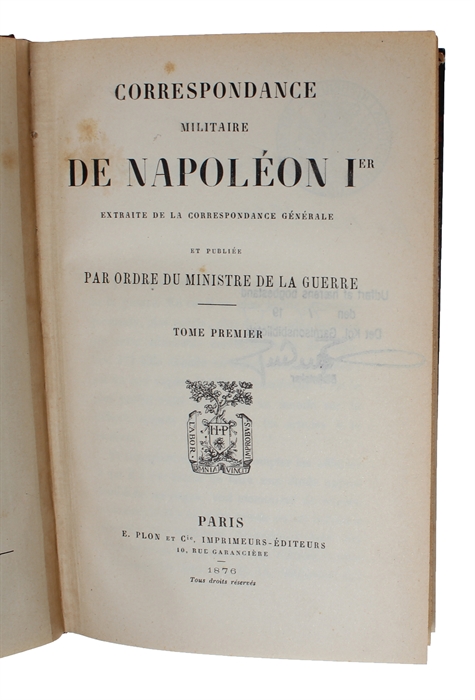 CORRESPONDANCE
MILITAIRE
DE NAPOLÉON IER
EXTRAITE DE LA CORRESPONDANCE GÉNÉRALE
ET PUBLIÉE
PAR ORDRE DU MINISTRE DE LA GUERRE
TOME PREMIER
LABOR H·P IMPROBVS
OMNIA VINCIT
PARIS
E. PLON ET Cie, IMPRIMEURS-ÉDITEURS
10, RUE GARANCIÈRE
1876
Tous droits réservés